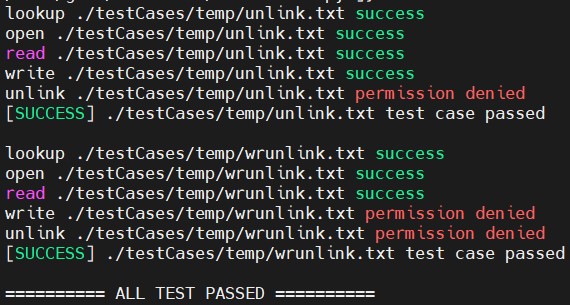 lookup ./testCases/temp/unlink.txt success
open ./testCases/temp/unlink.txt success
read ./testCases/temp/unlink.txt success
write ./testCases/temp/unlink.txt success
unlink ./testCases/temp/unlink.txt permission denied
[SUCCESS] ./testCases/temp/unlink.txt test case passed
lookup ./testCases/temp/wrunlink.txt success
open ./testCases/temp/wrunlink.txt success
read ./testCases/temp/wrunlink.txt success
write ./testCases/temp/wrunlink.txt permission denied
unlink ./testCases/temp/wrunlink.txt permission denied
[SUCCESS] ./testCases/temp/wrunlink.txt test case passed
========== ALL TEST PASSED ==========